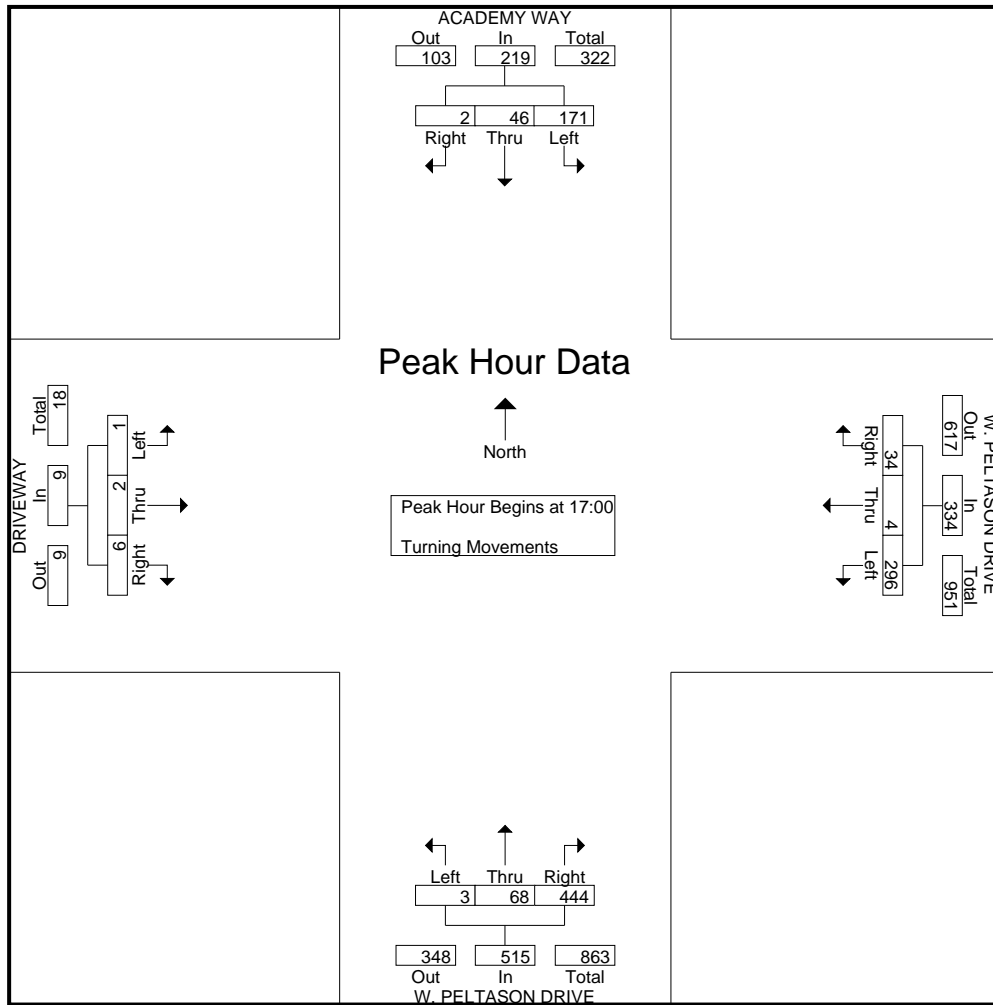 ACADEMY WAY
Out In Total
103 219 322
2 46 171
Right Thru Left
Peak Hour Data
North
Peak Hour Begins at 17:00
Turning Movements
DRIVEWAY
Out In Total
9 9 18
Left Thru Right
1 2 6
W. PELTASON DRIVE
Out In Total
617 334 951
34 4 296
Right Thru Left
Left Thru Right
3 68 444
348 515 863
Out In Total
W. PELTASON DRIVE